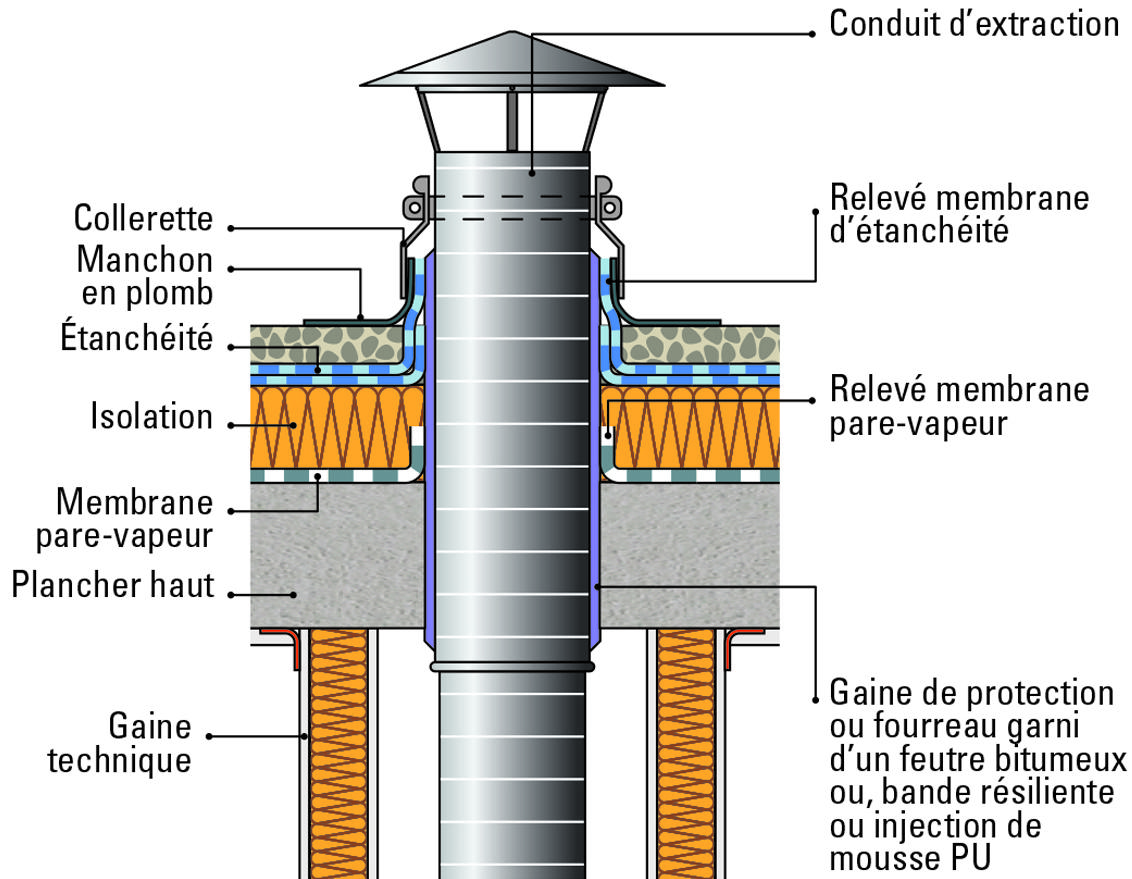 Conduit d'extraction
Collerette
Manchon
en plomb
Étanchéité
Isolation
Membrane
pare-vapeur
Plancher haut
Gaine
technique
Relevé membrane
d'étanchéité
Relevé membrane
pare-vapeur
Gaine de protection
ou fourreau garni
d'un feutre bitumeux
ou, bande résiliente
ou injection de
mousse PU